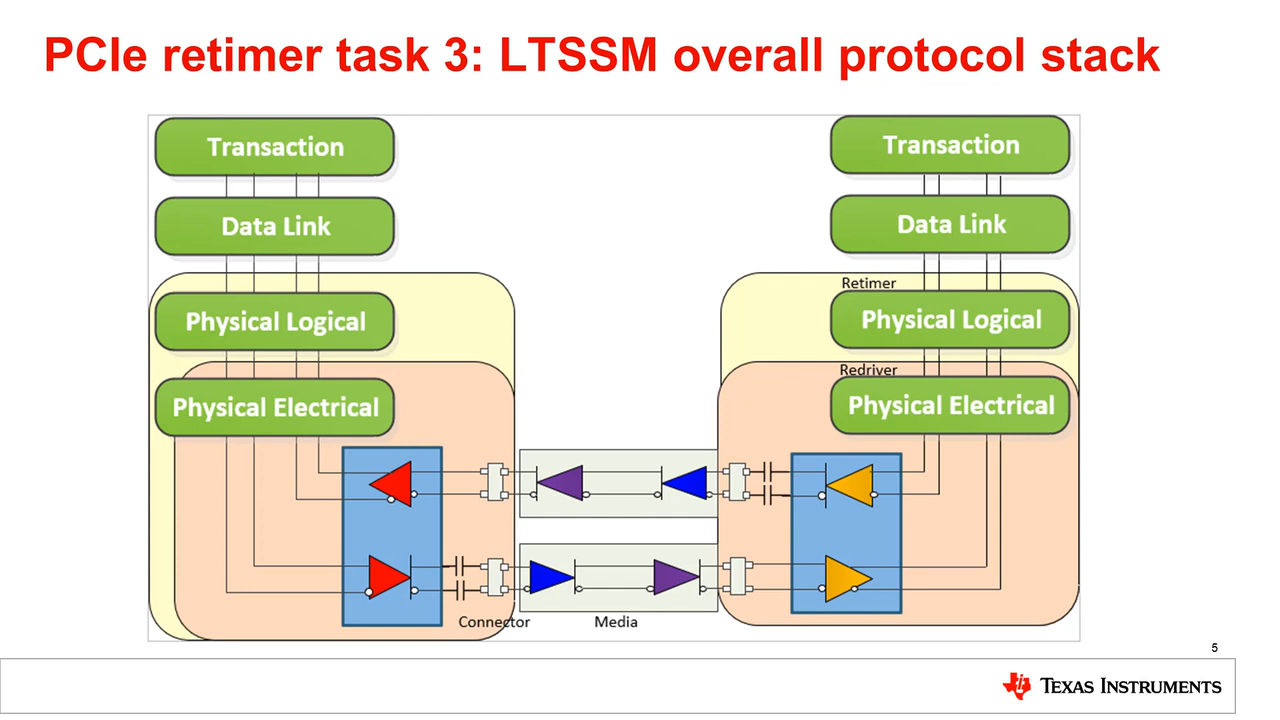 PCIe retimer task 3: LTSSM overall protocol stack
Transaction
Data Link
Physical Logical
Physical Electrical
Transaction
Data Link
Retimer
Physical Logical
Redriver
Physical Electrical
Connector
Media
5
TEXAS INSTRUMENTS